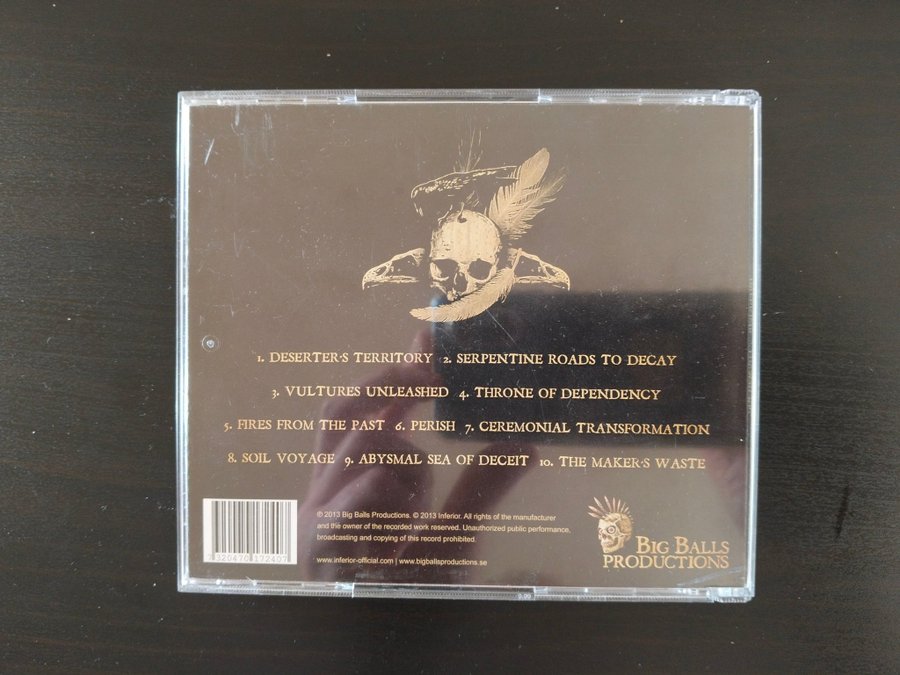 1. DESERTER'S TERRITORY 2. SERPENTINE ROADS TO DECAY
3. VULTURES UNLEASHED 4. THRONE OF DEPENDENCY
5. FIRES FROM THE PAST 6. PERISH 7. CEREMONIAL TRANSFORMATION
8. SOIL VOYAGE 9. ABYSMAL SEA OF DECEIT 10. THE MAKER'S WASTE
℗ 2013 Big Balls Productions. © 2013 Inferior. All rights of the manufacturer
and the owner of the recorded work reserved. Unauthorized public performance,
broadcasting and copying of this record prohibited.
www.inferior-official.com | www.bigballsproductions.se
7320470172407
BIG BALLS
PRODUCTIONS